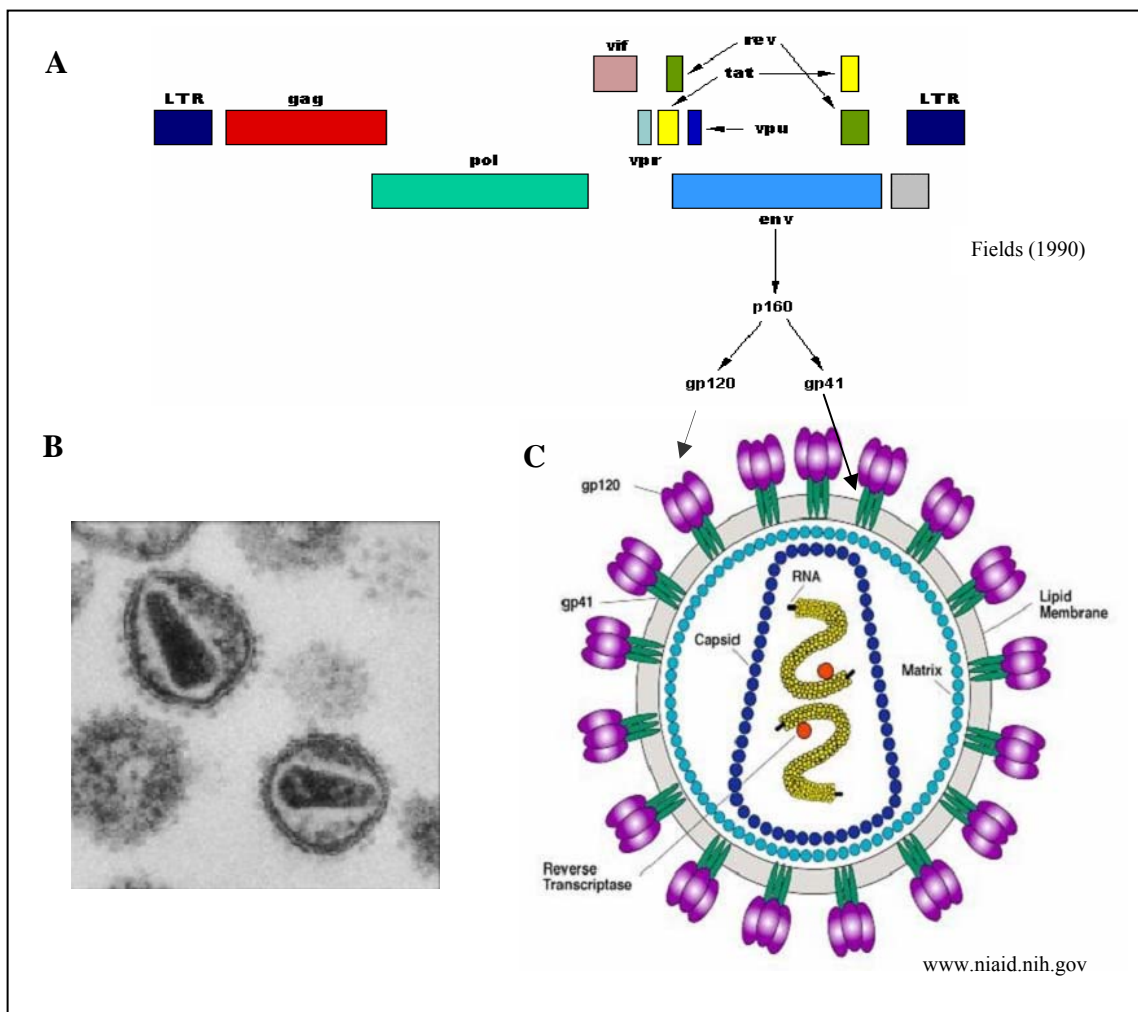 A
vif
rev
tat
LTR
gag
LTR
vpu
pol
vpr
env
Fields (1990)
p160
gp120
gp41
B
C
gp120
RNA
gp41
Lipid
Membrane
Capsid
Matrix
Reverse
Transcriptase
www.niaid.nih.gov